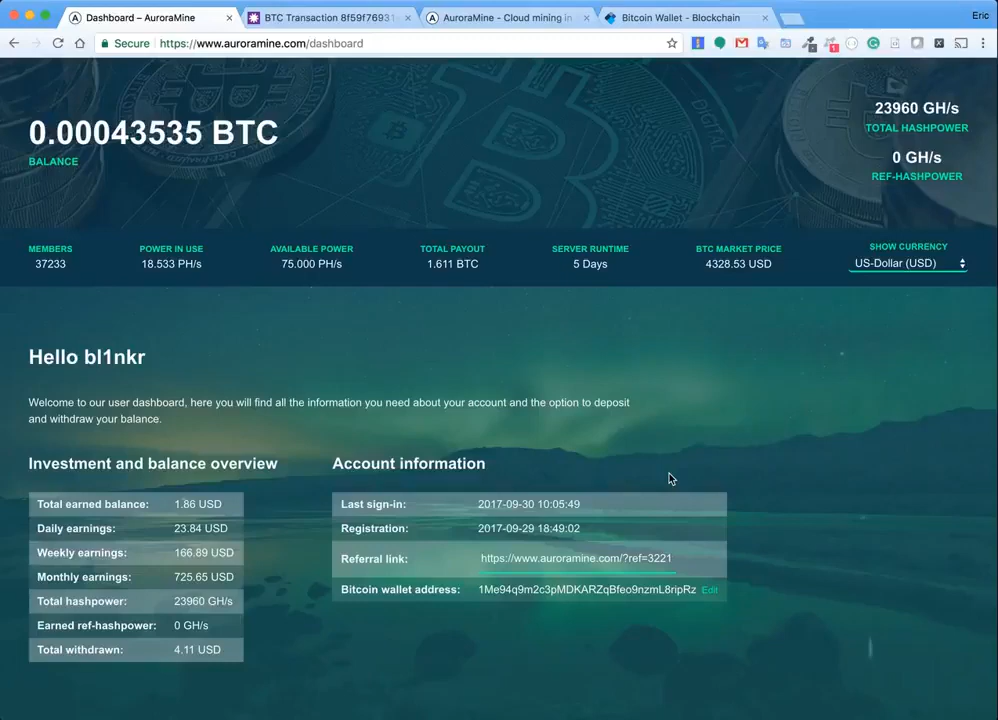 Dashboard – AuroraMine
BTC Transaction 8f59f76931
AuroraMine - Cloud mining in
Bitcoin Wallet - Blockchain
Eric
Secure
https://www.auroramine.com/dashboard
0.00043535 BTC
BALANCE
23960 GH/s
TOTAL HASHPOWER
0 GH/s
REF-HASHPOWER
MEMBERS
37233
POWER IN USE
18.533 PH/s
AVAILABLE POWER
75.000 PH/s
TOTAL PAYOUT
1.611 BTC
SERVER RUNTIME
5 Days
BTC MARKET PRICE
4328.53 USD
SHOW CURRENCY
US-Dollar (USD)
Hello bl1nkr
Welcome to our user dashboard, here you will find all the information you need about your account and the option to deposit
and withdraw your balance.
Investment and balance overview
Total earned balance: 1.86 USD
Daily earnings: 23.84 USD
Weekly earnings: 166.89 USD
Monthly earnings: 725.65 USD
Total hashpower: 23960 GH/s
Earned ref-hashpower: 0 GH/s
Total withdrawn: 4.11 USD
Account information
Last sign-in: 2017-09-30 10:05:49
Registration: 2017-09-29 18:49:02
Referral link: https://www.auroramine.com/?ref=3221
Bitcoin wallet address: 1Me94q9m2c3pMDKARZqBfeo9nzmL8ripRz Edit